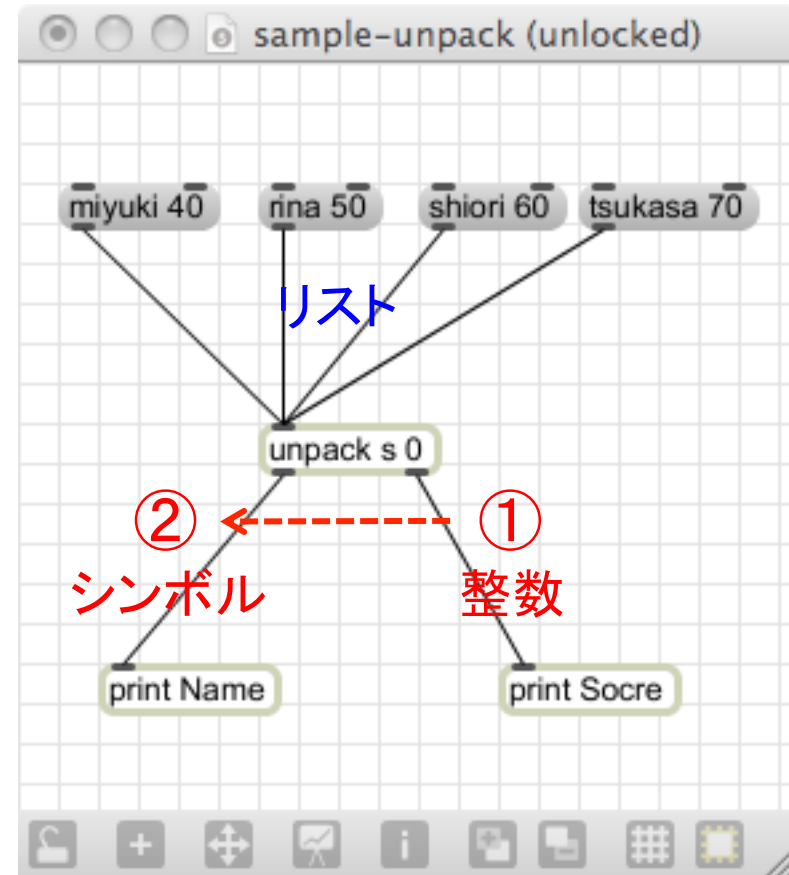 sample-unpack (unlocked)
miyuki 40 rina 50 shiori 60 tsukasa 70
リスト
unpack s 0
② ①
シンボル 整数
print Name print Socre